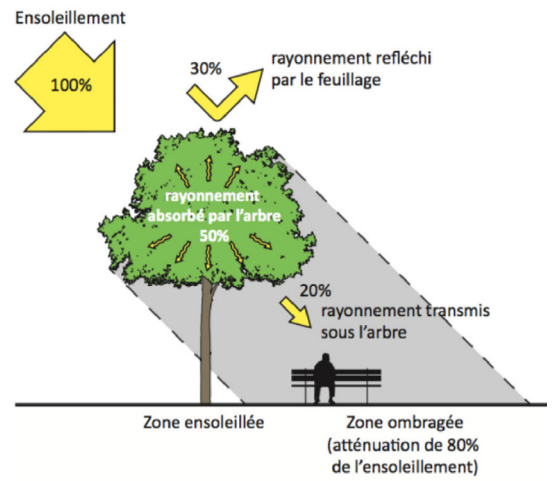 Ensoleillement
100%
30%
rayonnement refléchi
par le feuillage
rayonnement
absorbé par l'arbre
50%
20%
rayonnement transmis
sous l'arbre
Zone ensoleillée
Zone ombragée
(atténuation de 80%
de l'ensoleillement)